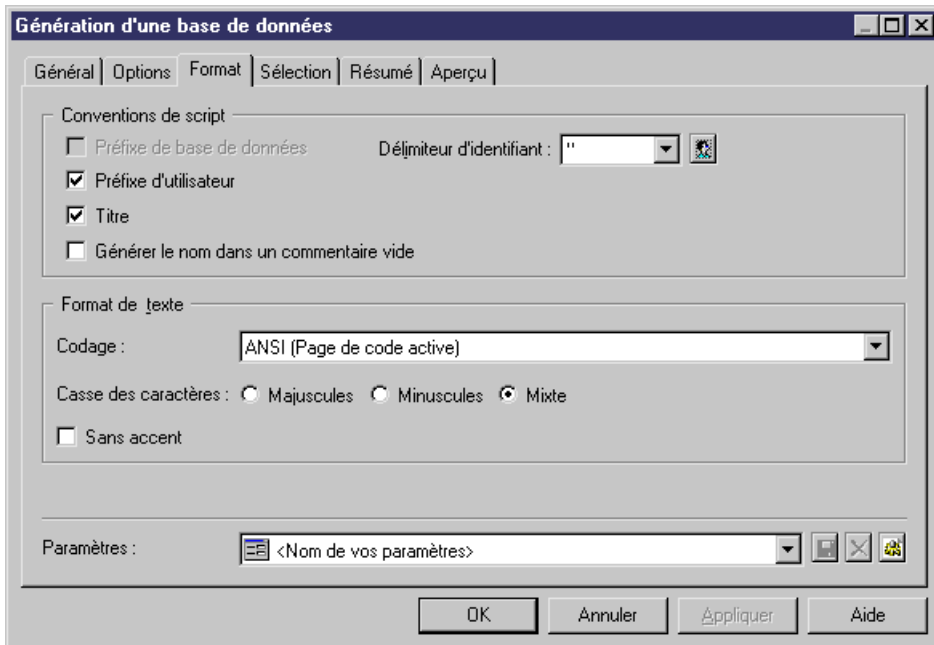 Génération d'une base de données
Général Options Format Sélection Résumé Aperçu
Conventions de script
Préfixe de base de données Délimiteur d'identifiant : "
Préfixe d'utilisateur
Titre
Générer le nom dans un commentaire vide
Format de texte
Codage : ANSI (Page de code active)
Casse des caractères : Majuscules Minuscules Mixte
Sans accent
Paramètres : <Nom de vos paramètres>
OK Annuler Appliquer Aide